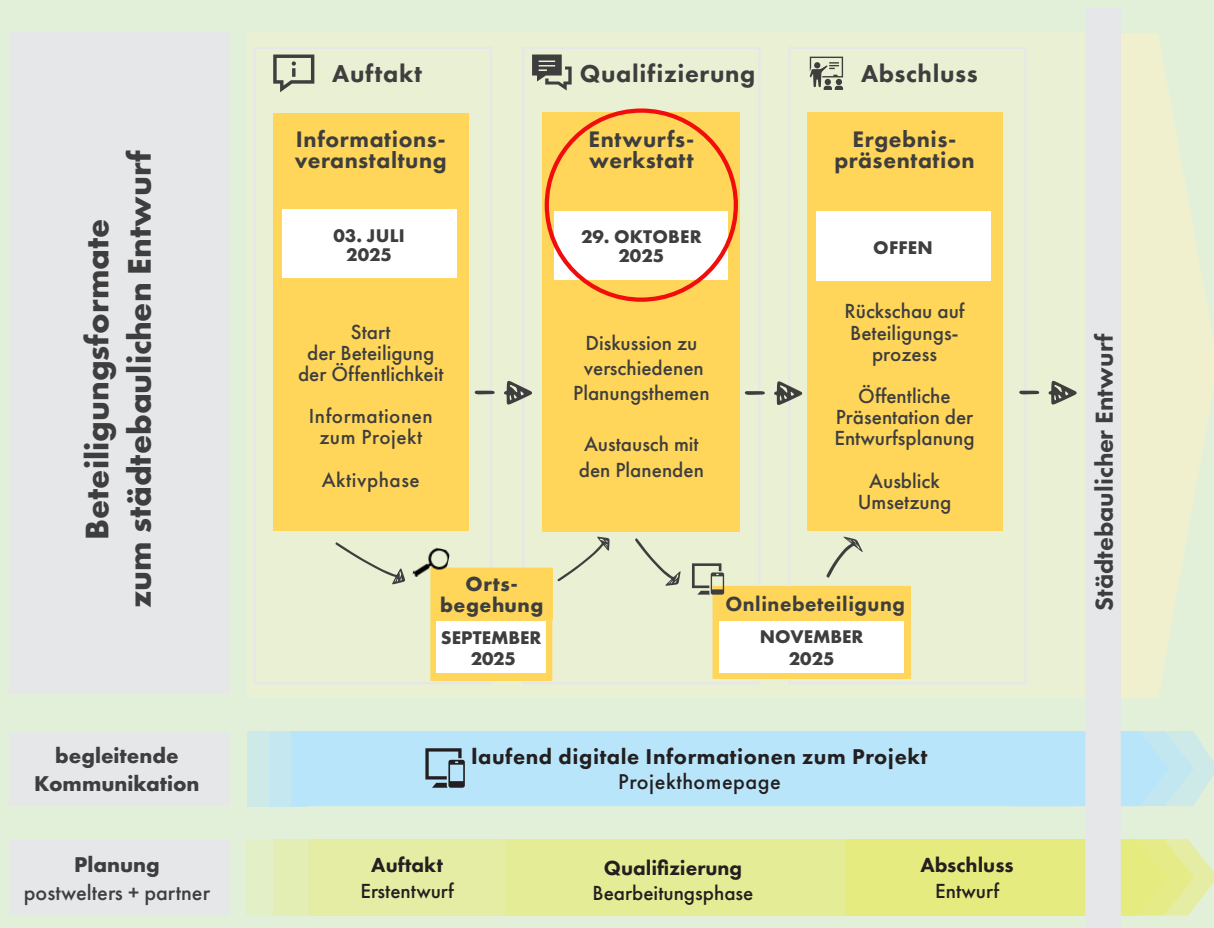 Beteiligungsformate
zum städtebaulichen Entwurf
Auftakt
Informations-
veranstaltung
03. JULI
2025
Start
der Beteiligung
der Öffentlichkeit
Informationen
zum Projekt
Aktivphase
Orts-
begehung
SEPTEMBER
2025
Qualifizierung
Entwurfs-
werkstatt
29. OKTOBER
2025
Diskussion zu
verschiedenen
Planungsthemen
Austausch mit
den Planenden
Onlinebeteiligung
NOVEMBER
2025
Abschluss
Ergebnis-
präsentation
OFFEN
Rückschau auf
Beteiligungs-
prozess
Öffentliche
Präsentation der
Entwurfsplanung
Ausblick
Umsetzung
Städtebaulicher Entwurf
begleitende
Kommunikation
laufend digitale Informationen zum Projekt
Projekthomepage
Planung
postwelters + partner
Auftakt
Erstentwurf
Qualifizierung
Bearbeitungsphase
Abschluss
Entwurf